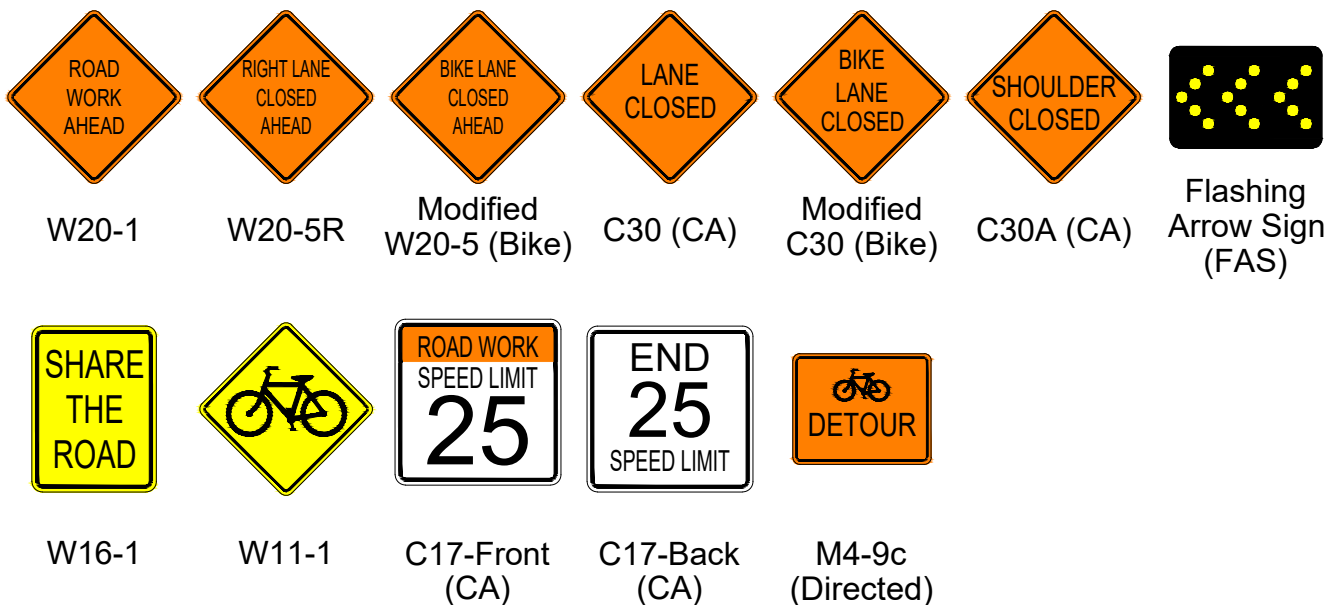 ROAD
WORK
AHEAD
RIGHT LANE
CLOSED
AHEAD
BIKE LANE
CLOSED
AHEAD
LANE
CLOSED
BIKE
LANE
CLOSED
SHOULDER
CLOSED
W20-1
W20-5R
Modified
W20-5 (Bike)
C30 (CA)
Modified
C30 (Bike)
C30A (CA)
Flashing
Arrow Sign
(FAS)
SHARE
THE
ROAD
ROAD WORK
SPEED LIMIT
25
END
25
SPEED LIMIT
DETOUR
W16-1
W11-1
C17-Front
(CA)
C17-Back
(CA)
M4-9c
(Directed)